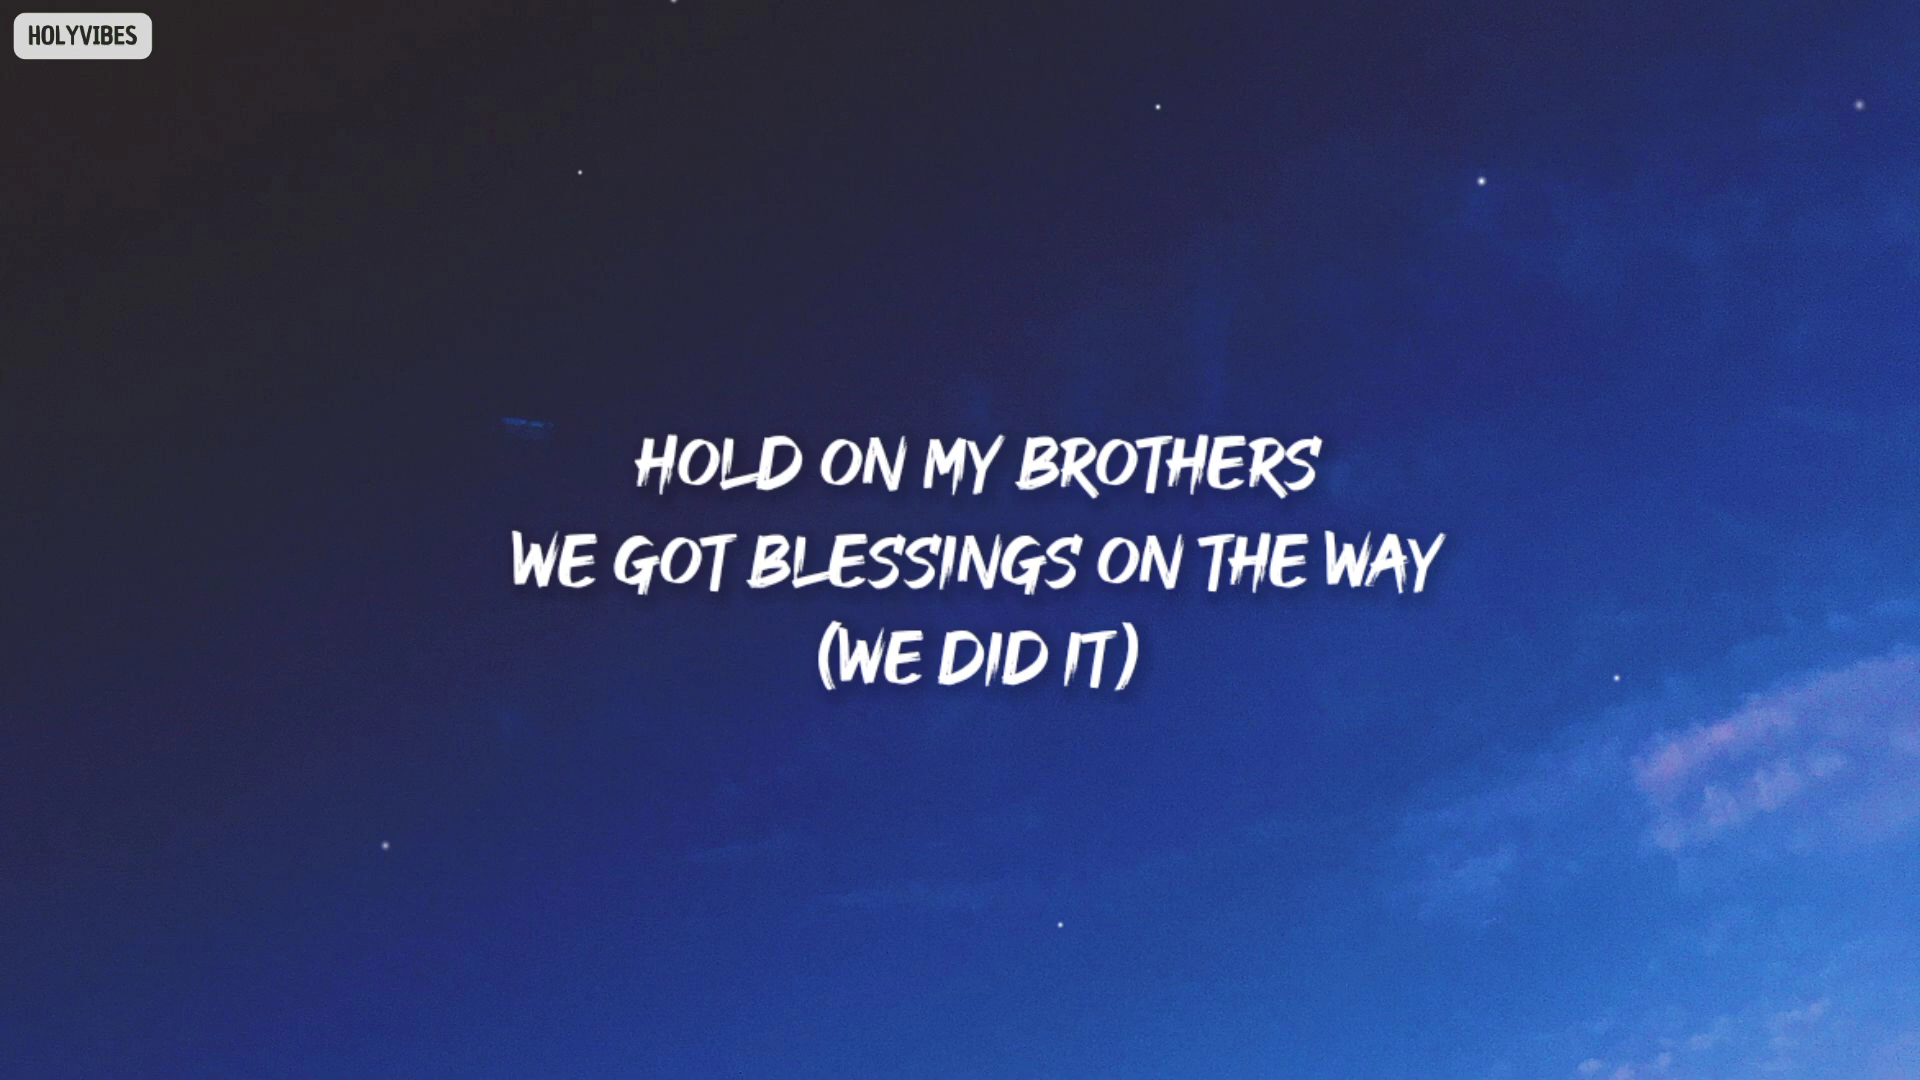 HOLYVIBES
HOLD ON MY BROTHERS
WE GOT BLESSINGS ON THE WAY
(WE DID IT)